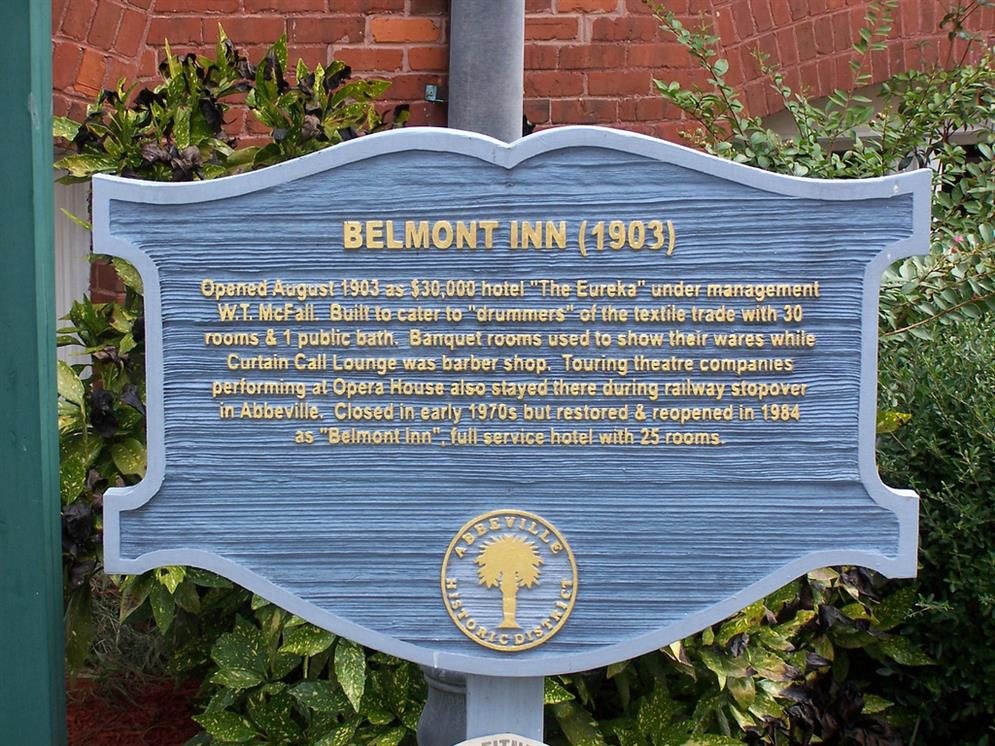 BELMONT INN (1903)
Opened August 1903 as $30,000 hotel "The Eureka" under management
W.T. McFall. Built to cater to "drummers" of the textile trade with 30
rooms & 1 public bath. Banquet rooms used to show their wares while
Curtain Call Lounge was barber shop. Touring theatre companies
performing at Opera House also stayed there during railway stopover
in Abbeville. Closed in early 1970s but restored & reopened in 1984
as "Belmont Inn", full service hotel with 25 rooms.
ABBEVILLE
HISTORIC DISTRICT